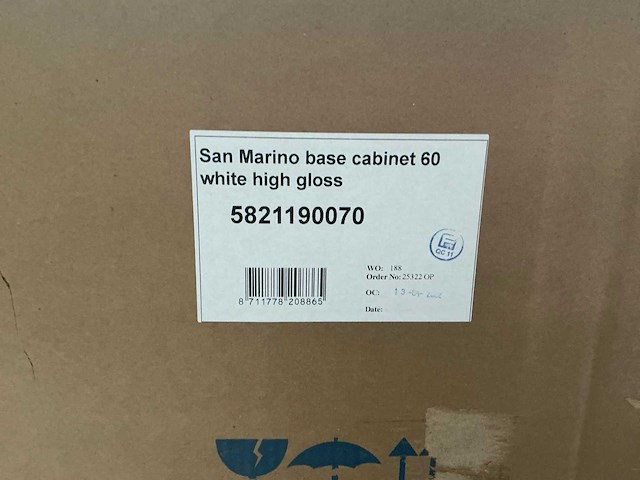 San Marino base cabinet 60
white high gloss
5821190070
QC 11
8 711778 208865
WO: 188
Order No: 25322 OP
QC:
Date: